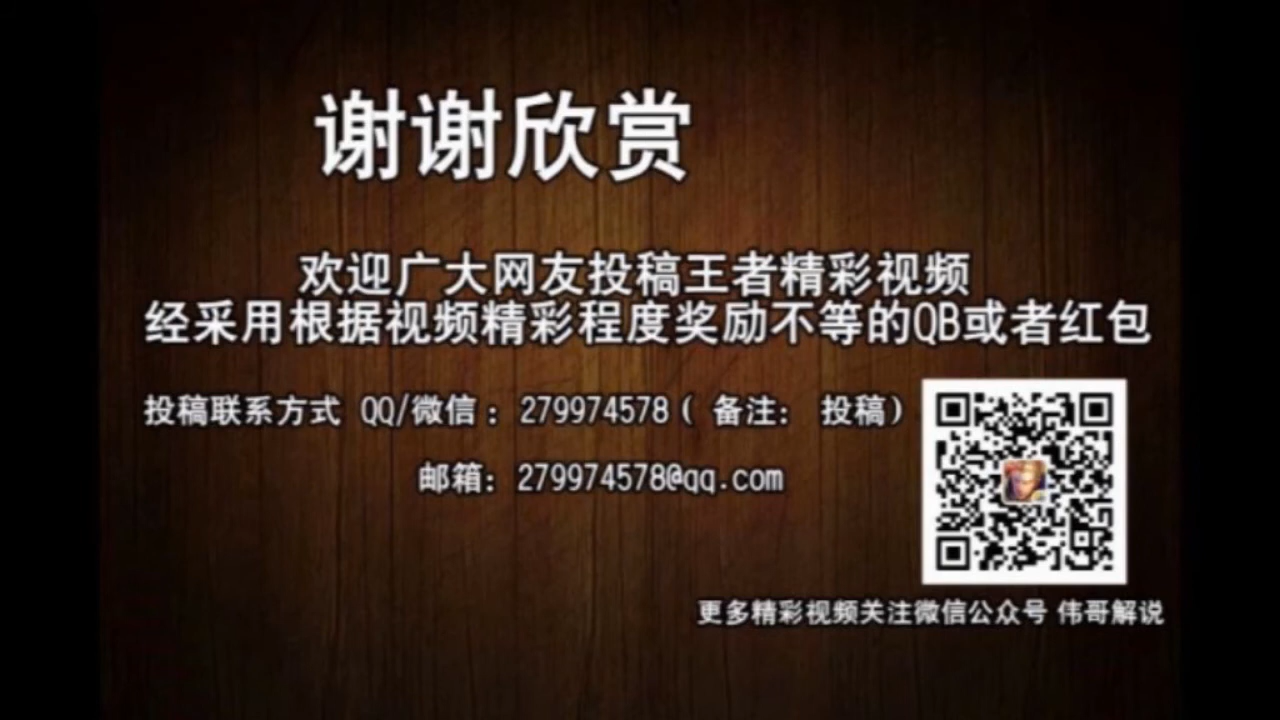 谢谢欣赏
欢迎广大网友投稿王者精彩视频
经采用根据视频精彩程度奖励不等的QB或者红包
投稿联系方式 QQ/微信：279974578（ 备注： 投稿）
邮箱：279974578@qq.com
更多精彩视频关注微信公众号 伟哥解说